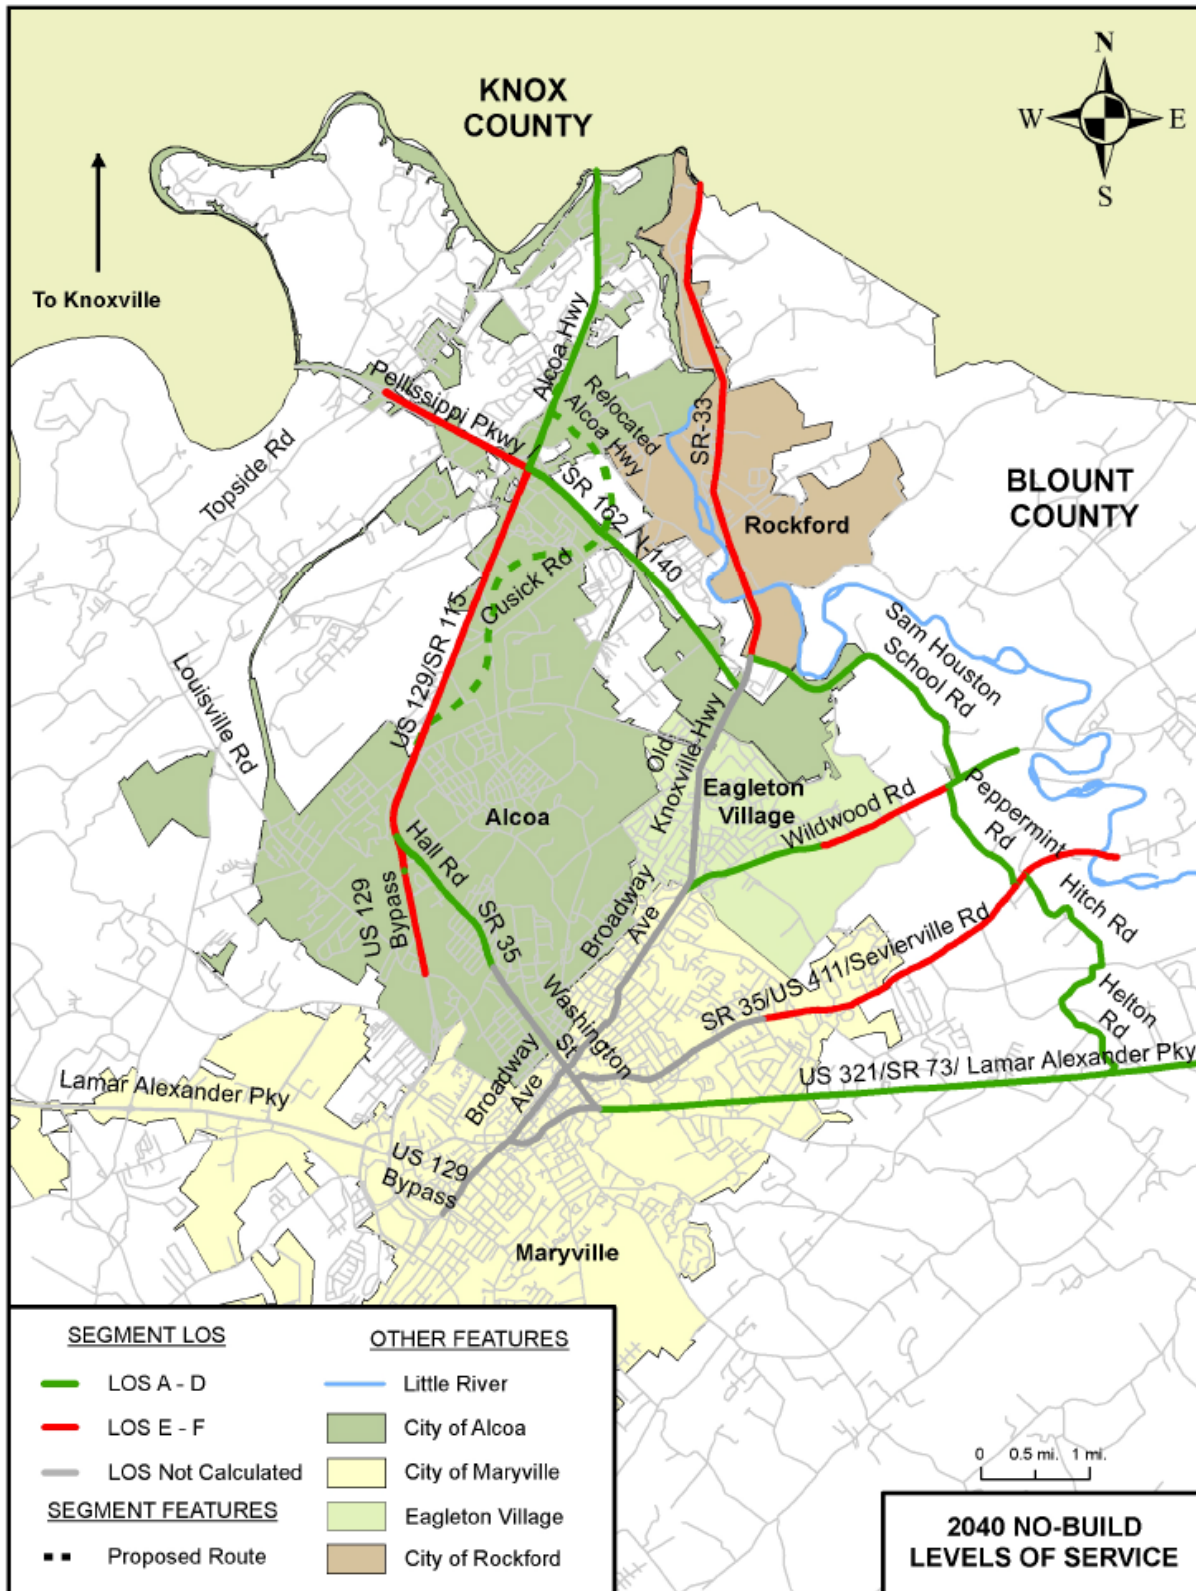 KNOX
COUNTY
N
W
E
S
To Knoxville
Alcoa Hwy
Pellissippi Pkwy
Relocated
Alcoa Hwy
SR-33
Topside Rd
SR 162
I-140
BLOUNT
COUNTY
Rockford
Cusick Rd
US 129/SR 115
Sam Houston
School Rd
Louisville Rd
Old
Knoxville Hwy
Eagleton
Village
Alcoa
Wildwood Rd
Peppermint
Rd
Hall Rd
US 129
Bypass
SR 35
Broadway
Ave
Hitch Rd
SR 35/US 411/Sevierville Rd
Washington
St
Helton
Rd
Broadway
Ave
US 321/SR 73/ Lamar Alexander Pky
Lamar Alexander Pky
US 129
Bypass
Maryville
SEGMENT LOS
LOS A - D
LOS E - F
LOS Not Calculated
SEGMENT FEATURES
Proposed Route
OTHER FEATURES
Little River
City of Alcoa
City of Maryville
Eagleton Village
City of Rockford
0 0.5 mi. 1 mi.
2040 NO-BUILD
LEVELS OF SERVICE